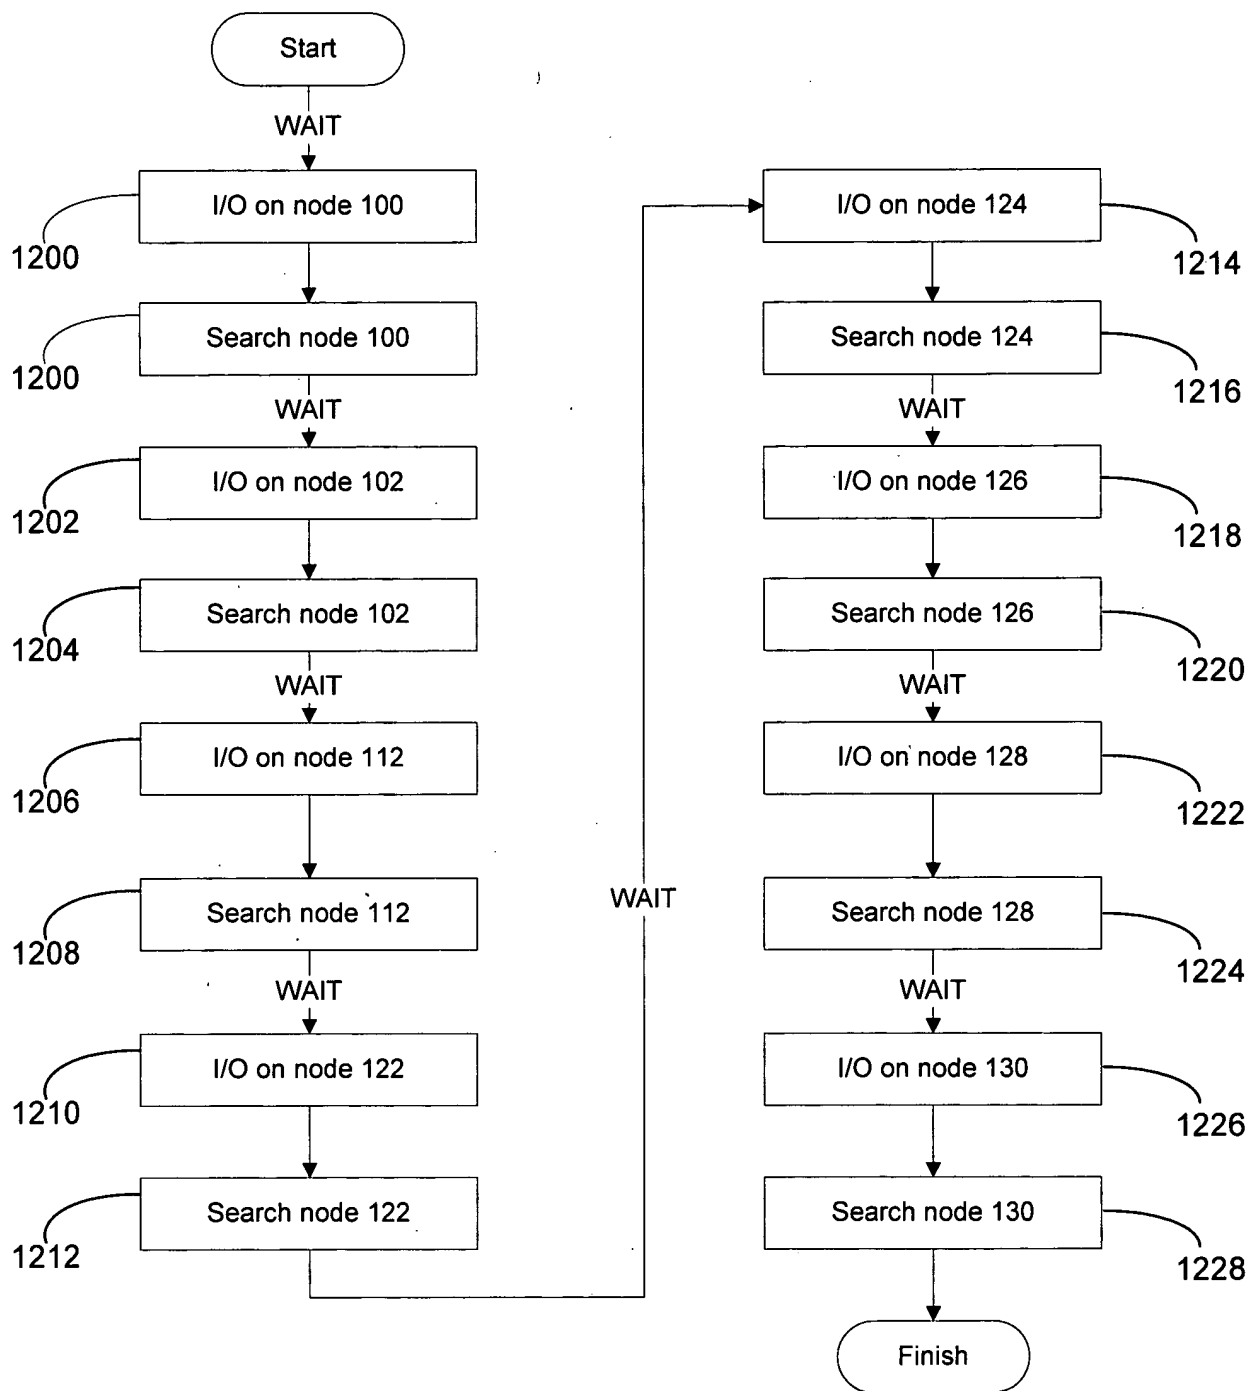 Start
WAIT
I/O on node 100
1200
Search node 100
1200
WAIT
I/O on node 102
1202
Search node 102
1204
WAIT
I/O on node 112
1206
Search node 112
1208
WAIT
I/O on node 122
1210
Search node 122
1212
WAIT
I/O on node 124
1214
Search node 124
1216
WAIT
I/O on node 126
1218
Search node 126
1220
WAIT
I/O on node 128
1222
Search node 128
1224
WAIT
I/O on node 130
1226
Search node 130
1228
Finish